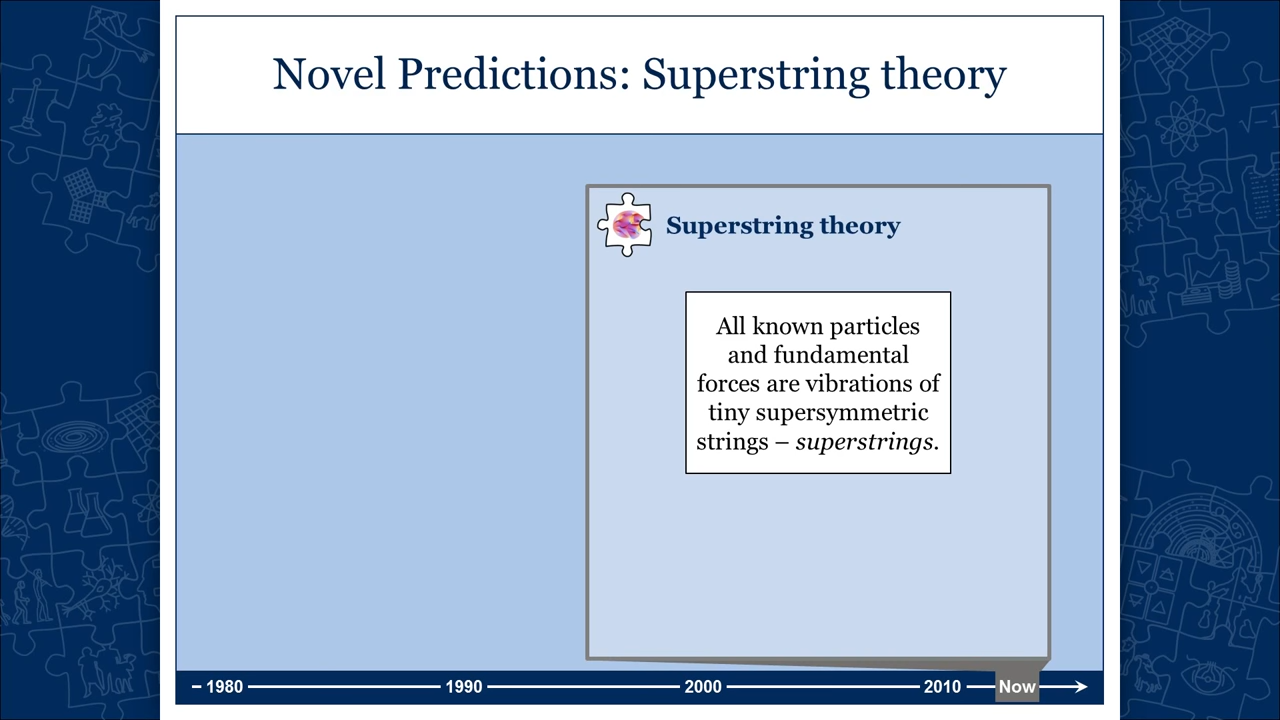 Novel Predictions: Superstring theory
Superstring theory
All known particles
and fundamental
forces are vibrations of
tiny supersymmetric
strings – superstrings.
1980 1990 2000 2010 Now
√-1